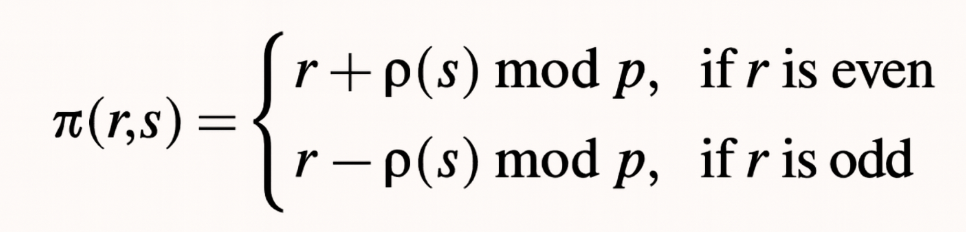 π(r,s) = { r + ρ(s) mod p, if r is even
r − ρ(s) mod p, if r is odd